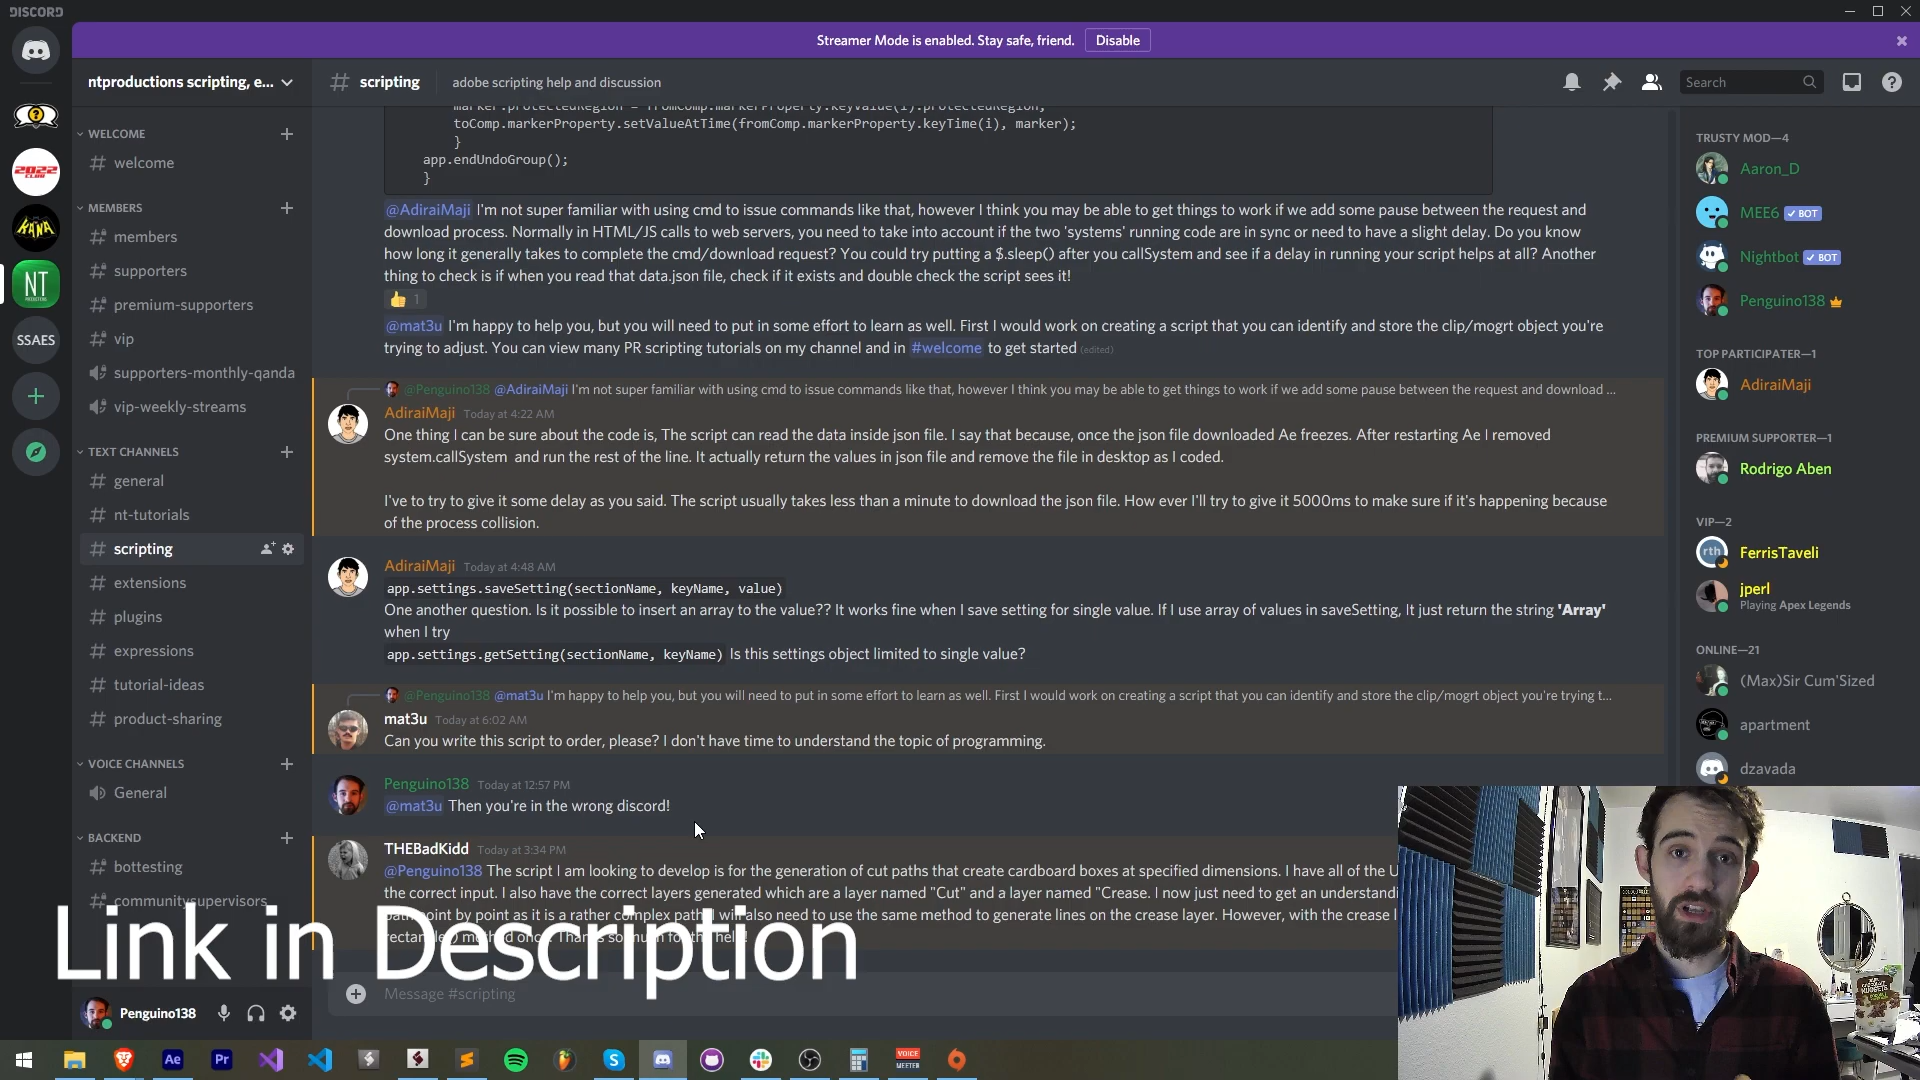 DISCORD
Streamer Mode is enabled. Stay safe, friend.
Disable
ntproductions scripting, e...
scripting
adobe scripting help and discussion
Search
WELCOME
welcome
MEMBERS
members
supporters
premium-supporters
vip
supporters-monthly-qanda
vip-weekly-streams
TEXT CHANNELS
general
nt-tutorials
scripting
extensions
plugins
expressions
tutorial-ideas
product-sharing
VOICE CHANNELS
General
BACKEND
bottesting
communitysupervisors
Penguino138
2022
KANA
NT
SSAES
marker.protectedRegion = fromComp.markerProperty.keyValue(i).protectedRegion;
toComp.markerProperty.setValueAtTime(fromComp.markerProperty.keyTime(i), marker);
}
app.endUndoGroup();
}
@AdiraiMaji I'm not super familiar with using cmd to issue commands like that, however I think you may be able to get things to work if we add some pause between the request and
download process. Normally in HTML/JS calls to web servers, you need to take into account if the two 'systems' running code are in sync or need to have a slight delay. Do you know
how long it generally takes to complete the cmd/download request? You could try putting a $.sleep() after you callSystem and see if a delay in running your script helps at all? Another
thing to check is if when you read that data.json file, check if it exists and double check the script sees it!
1
@mat3u I'm happy to help you, but you will need to put in some effort to learn as well. First I would work on creating a script that you can identify and store the clip/mogrt object you're
trying to adjust. You can view many PR scripting tutorials on my channel and in #welcome to get started (edited)
@Penguino138 @AdiraiMaji I'm not super familiar with using cmd to issue commands like that, however I think you may be able to get things to work if we add some pause between the request and download ...
AdiraiMaji Today at 4:22 AM
One thing I can be sure about the code is, The script can read the data inside json file. I say that because, once the json file downloaded Ae freezes. After restarting Ae I removed
system.callSystem and run the rest of the line. It actually return the values in json file and remove the file in desktop as I coded.
I've to try to give it some delay as you said. The script usually takes less than a minute to download the json file. How ever I'll try to give it 5000ms to make sure if it's happening because
of the process collision.
AdiraiMaji Today at 4:48 AM
app.settings.saveSetting(sectionName, keyName, value)
One another question. Is it possible to insert an array to the value?? It works fine when I save setting for single value. If I use array of values in saveSetting, It just return the string 'Array'
when I try
app.settings.getSetting(sectionName, keyName) Is this settings object limited to single value?
@Penguino138 @mat3u I'm happy to help you, but you will need to put in some effort to learn as well. First I would work on creating a script that you can identify and store the clip/mogrt object you're trying t...
mat3u Today at 6:02 AM
Can you write this script to order, please? I don't have time to understand the topic of programming.
Penguino138 Today at 12:57 PM
@mat3u Then you're in the wrong discord!
THEBadKidd Today at 3:34 PM
@Penguino138 The script I am looking to develop is for the generation of cut paths that create cardboard boxes at specified dimensions. I have all of the U
the correct input. I also have the correct layers generated which are a layer named "Cut" and a layer named "Crease. I now just need to get an understandi
point by point as it is a rather complex path. I will also need to use the same method to generate lines on the crease layer. However, with the crease l
method once. Thanks so much for the help!
Link in Description
Message #scripting
TRUSTY MOD—4
Aaron_D
MEE6 BOT
Nightbot BOT
Penguino138
TOP PARTICIPATER—1
AdiraiMaji
PREMIUM SUPPORTER—1
Rodrigo Aben
VIP—2
rth
FerrisTaveli
jperl
Playing Apex Legends
ONLINE—21
(Max)Sir Cum'Sized
apartment
dzavada
Ae
Pr
S
VOICE
MEETER